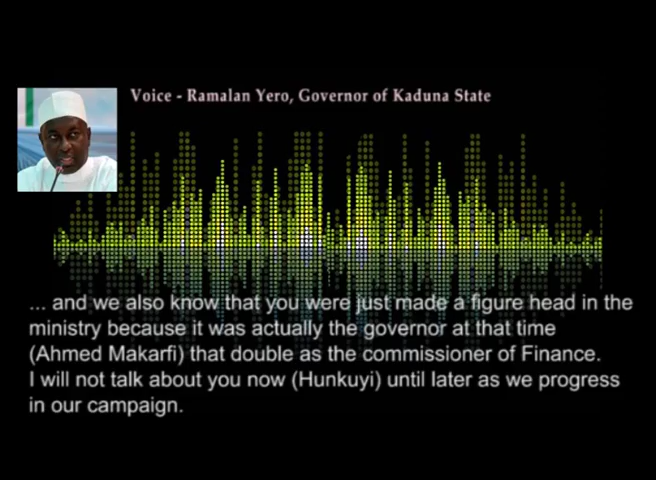 Voice - Ramalan Yero, Governor of Kaduna State
... and we also know that you were just made a figure head in the
ministry because it was actually the governor at that time
(Ahmed Makarfi) that double as the commissioner of Finance.
I will not talk about you now (Hunkuyi) until later as we progress
in our campaign.